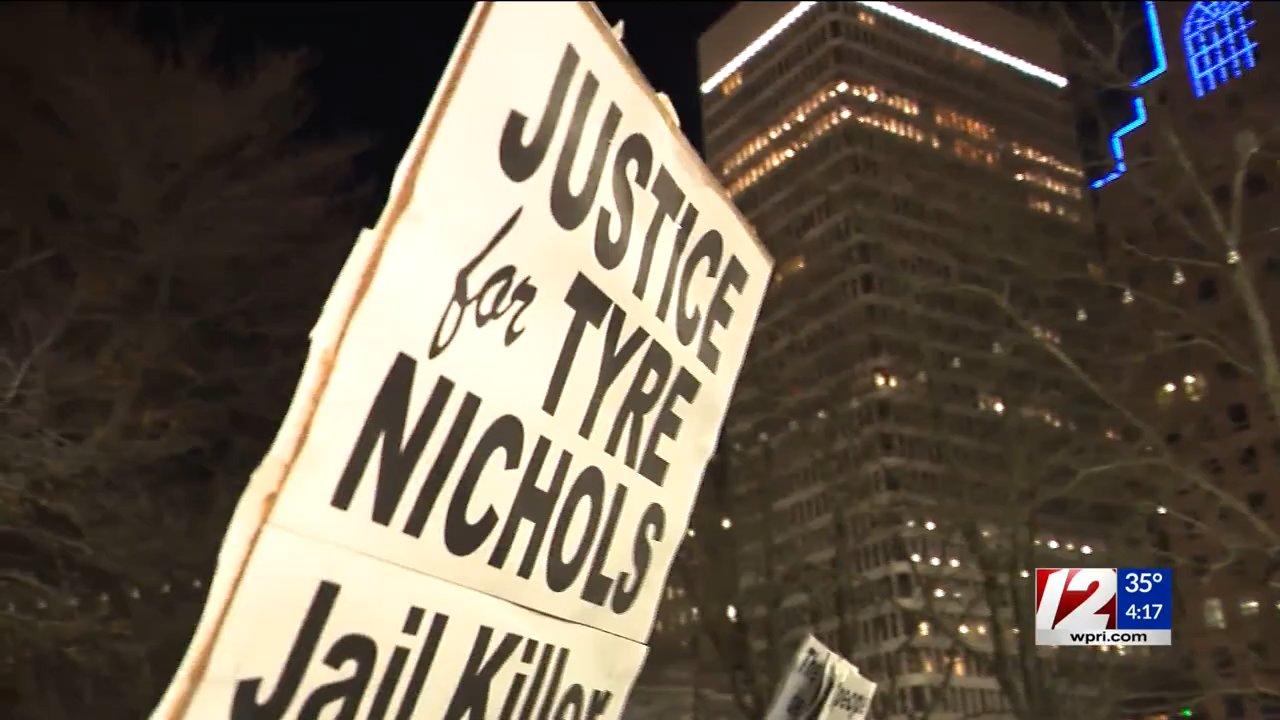 JUSTICE
for TYRE
NICHOLS
Jail Killer
12
35°
4:17
wpri.com